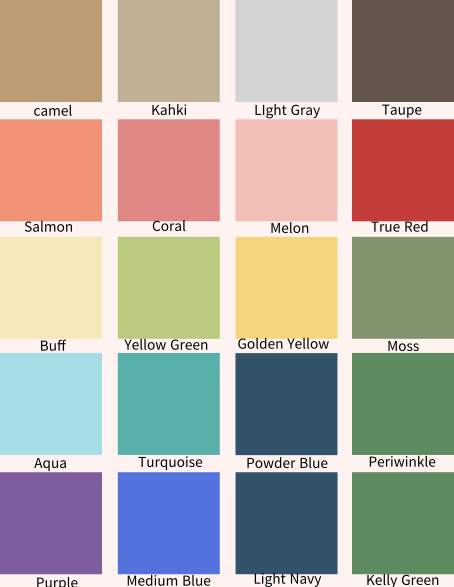 camel
Kahki
LIght Gray
Taupe
Salmon
Coral
Melon
True Red
Buff
Yellow Green
Golden Yellow
Moss
Aqua
Turquoise
Powder Blue
Periwinkle
Purple
Medium Blue
Light Navy
Kelly Green